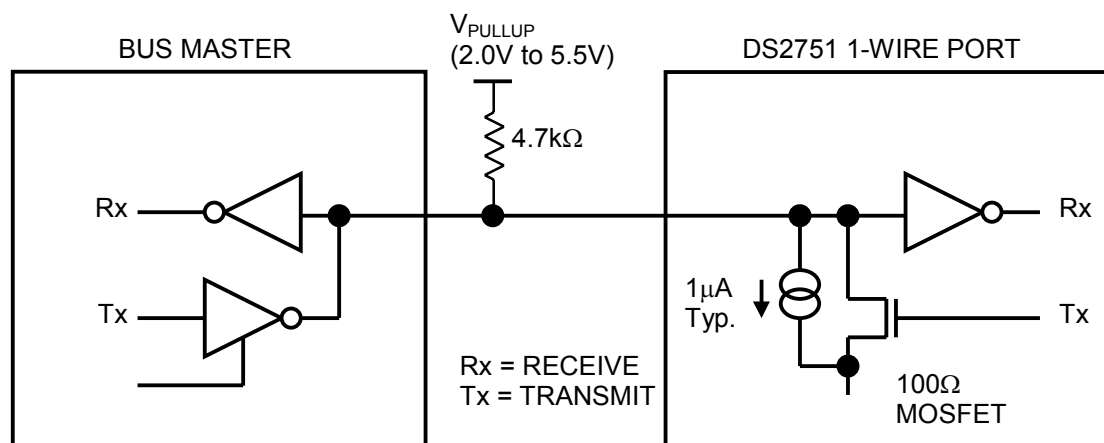 BUS MASTER
V_PULLUP
(2.0V to 5.5V)
DS2751 1-WIRE PORT
4.7kΩ
Rx
Rx
Tx
1μA
Typ.
Tx
Rx = RECEIVE
Tx = TRANSMIT
100Ω
MOSFET